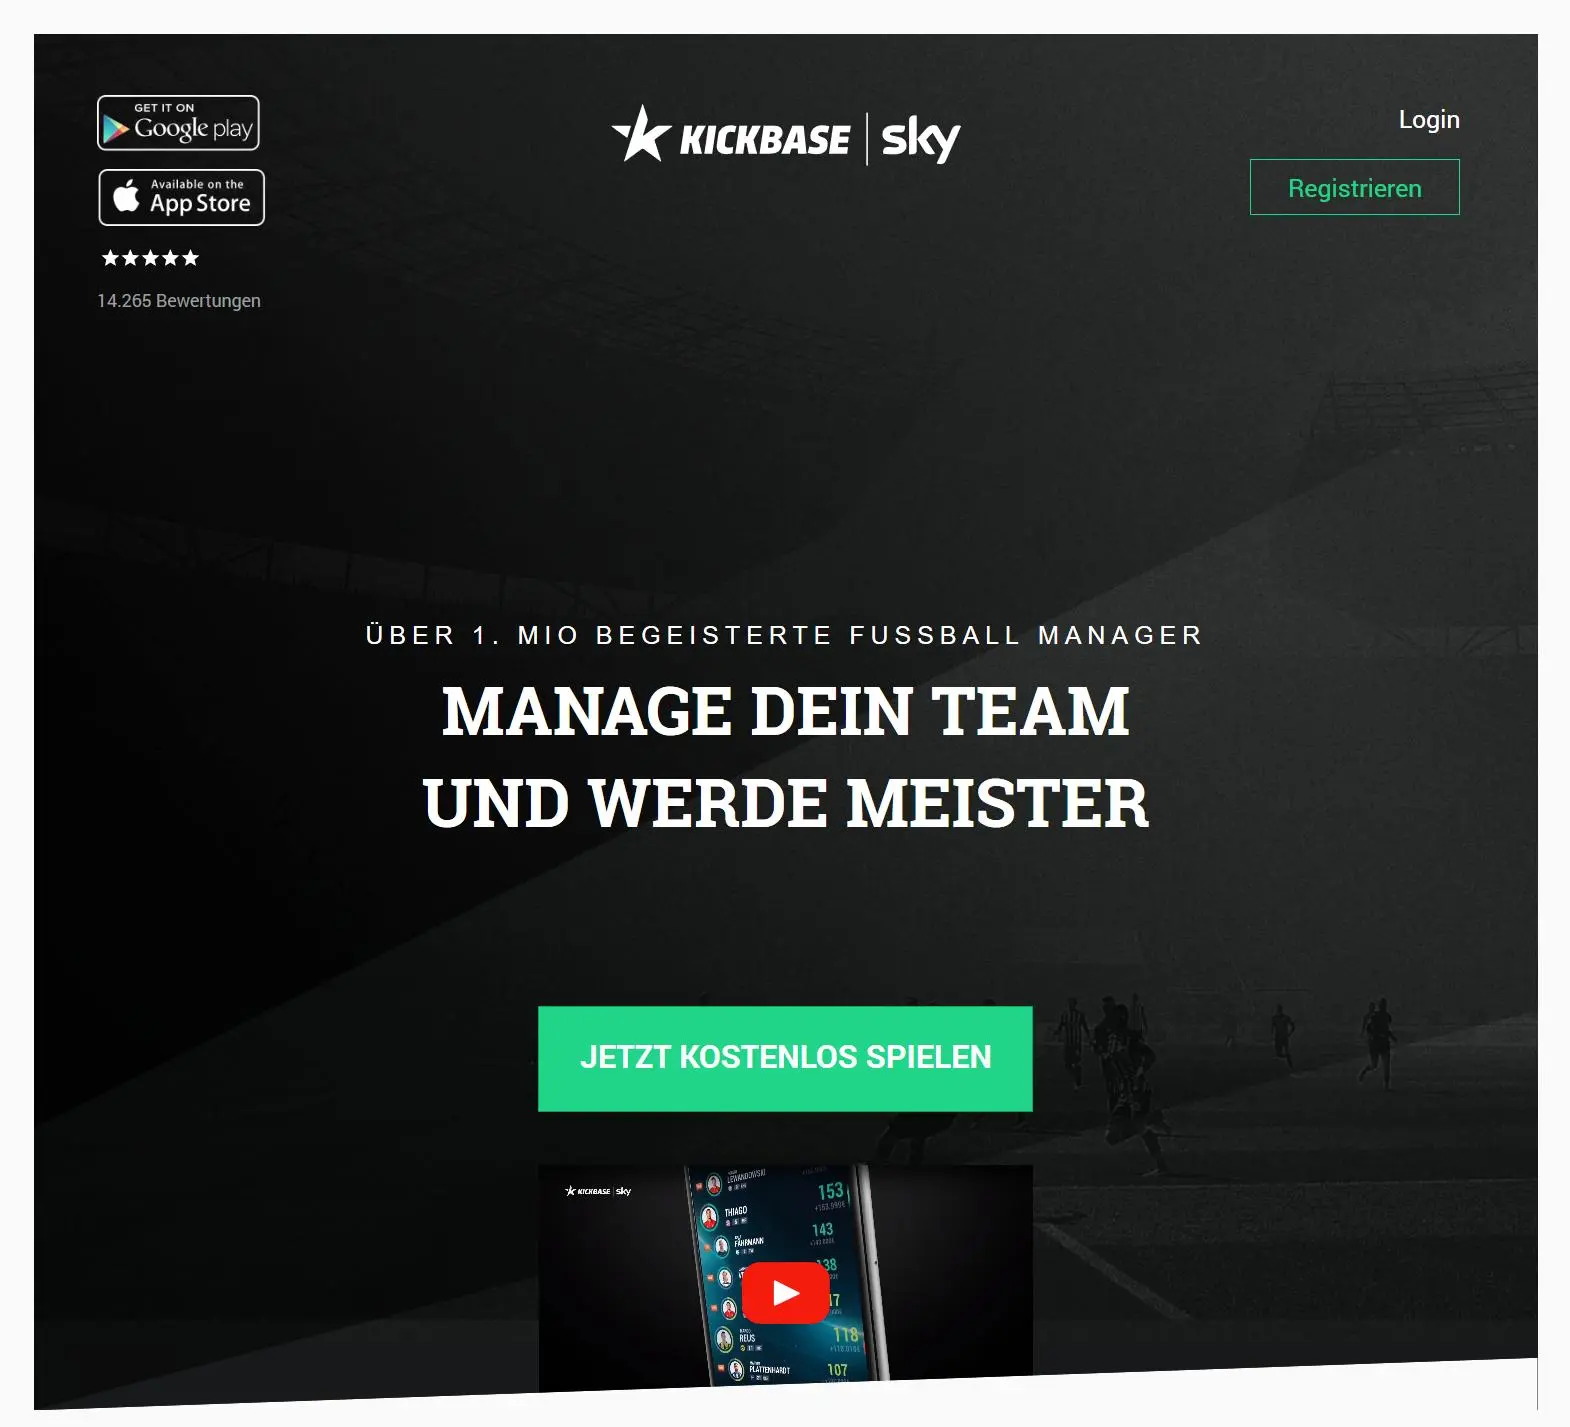 GET IT ON
Google play
Available on the
App Store
14.265 Bewertungen
KICKBASE | sky
Login
Registrieren
ÜBER 1. MIO BEGEISTERTE FUSSBALL MANAGER
MANAGE DEIN TEAM
UND WERDE MEISTER
JETZT KOSTENLOS SPIELEN
KICKBASE | sky
LEWANDOWSKI
153
THIAGO
143
FÄHRMANN
38
17
REUS
118
PLATTENHARDT
107